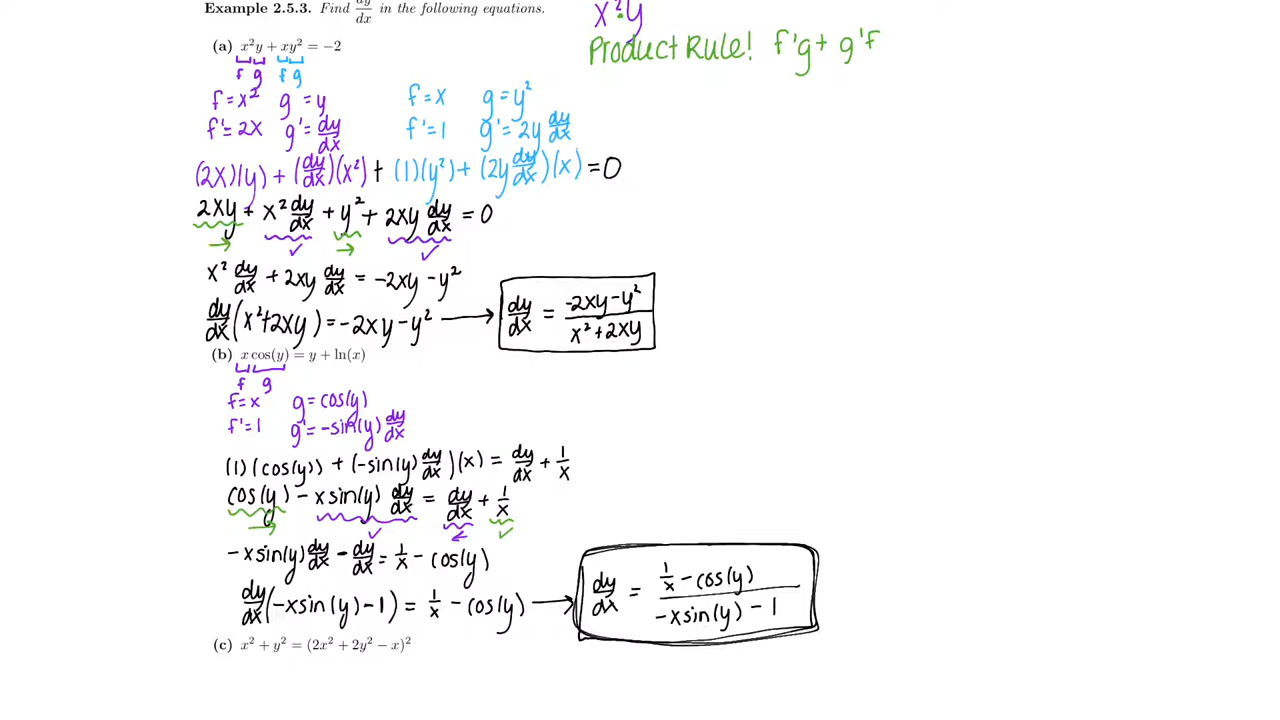 Example 2.5.3. Find dy/dx in the following equations.
x²y
Product Rule! f'g + g'f
(a) x²y + xy² = −2
f g f g
f = x² g = y f = x g = y²
f' = 2x g' = dy/dx f' = 1 g' = 2y dy/dx
(2x)(y) + (dy/dx)(x²) + (1)(y²) + (2y dy/dx)(x) = 0
2xy + x² dy/dx + y² + 2xy dy/dx = 0
x² dy/dx + 2xy dy/dx = -2xy - y²
dy/dx (x² + 2xy) = -2xy - y² → dy/dx = (-2xy - y²)/(x² + 2xy)
(b) x cos(y) = y + ln(x)
f g
f = x g = cos(y)
f' = 1 g' = -sin(y) dy/dx
(1)(cos(y)) + (-sin(y) dy/dx)(x) = dy/dx + 1/x
cos(y) - x sin(y) dy/dx = dy/dx + 1/x
-x sin(y) dy/dx - dy/dx = 1/x - cos(y)
dy/dx (-x sin(y) - 1) = 1/x - cos(y) → dy/dx = (1/x - cos(y))/(-x sin(y) - 1)
(c) x² + y² = (2x² + 2y² − x)²